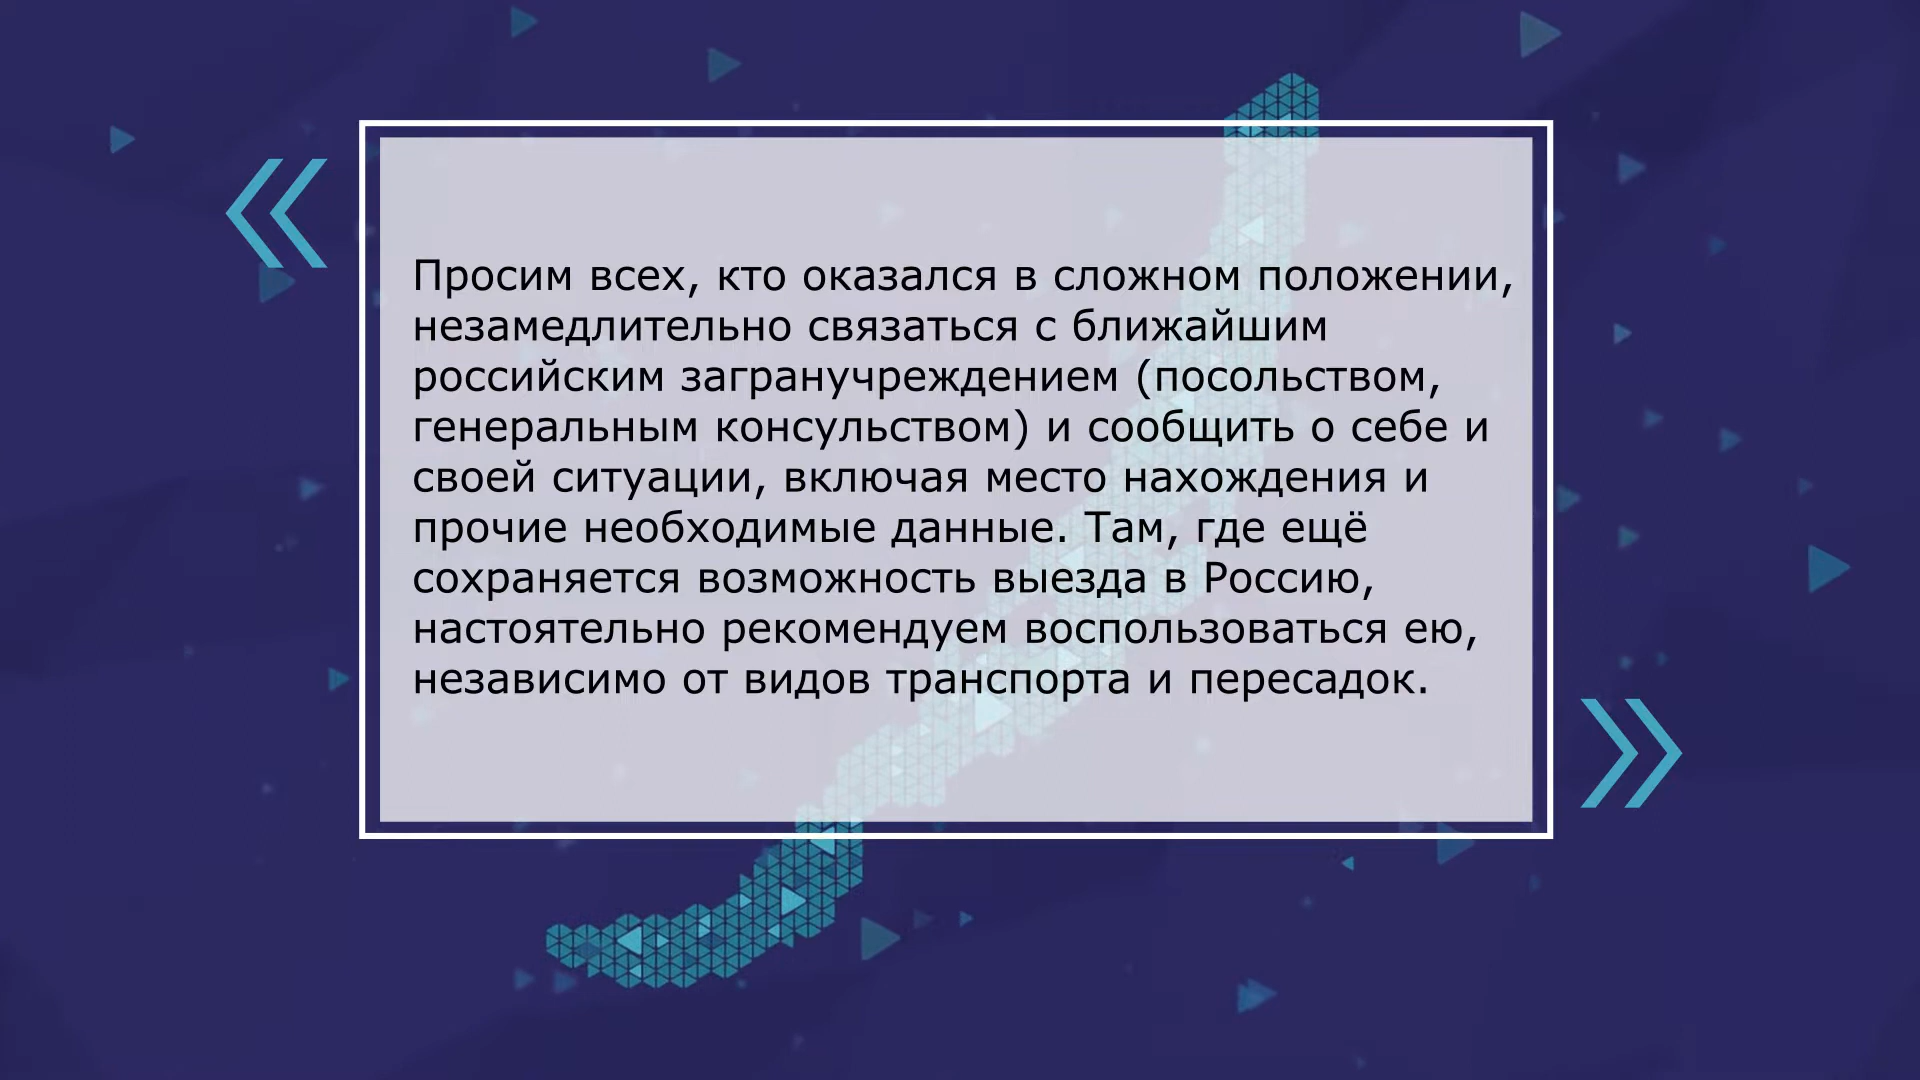 Просим всех, кто оказался в сложном положении,
незамедлительно связаться с ближайшим
российским загранучреждением (посольством,
генеральным консульством) и сообщить о себе и
своей ситуации, включая место нахождения и
прочие необходимые данные. Там, где ещё
сохраняется возможность выезда в Россию,
настоятельно рекомендуем воспользоваться ею,
независимо от видов транспорта и пересадок.